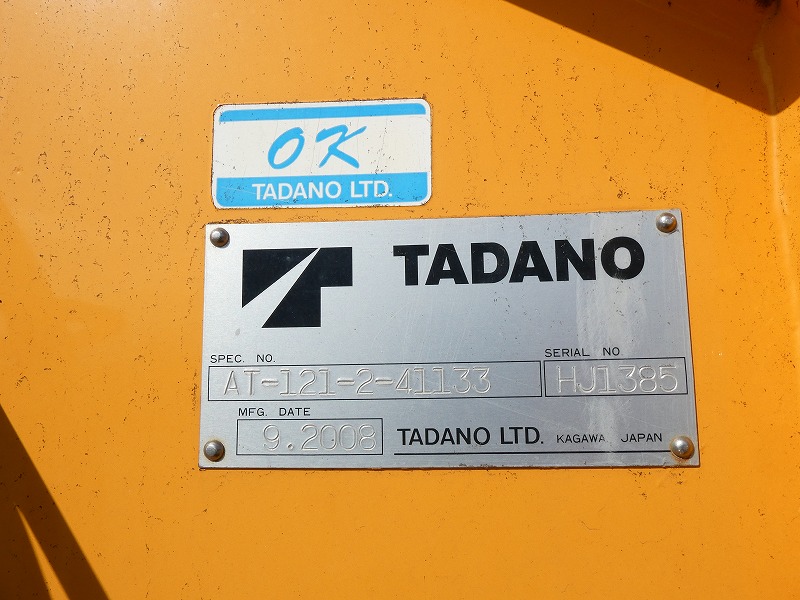 OK
TADANO LTD.
TADANO
SPEC. NO.
SERIAL NO
AT-121-2-41133
HJ1385
MFG. DATE
9.2008
TADANO LTD. KAGAWA, JAPAN